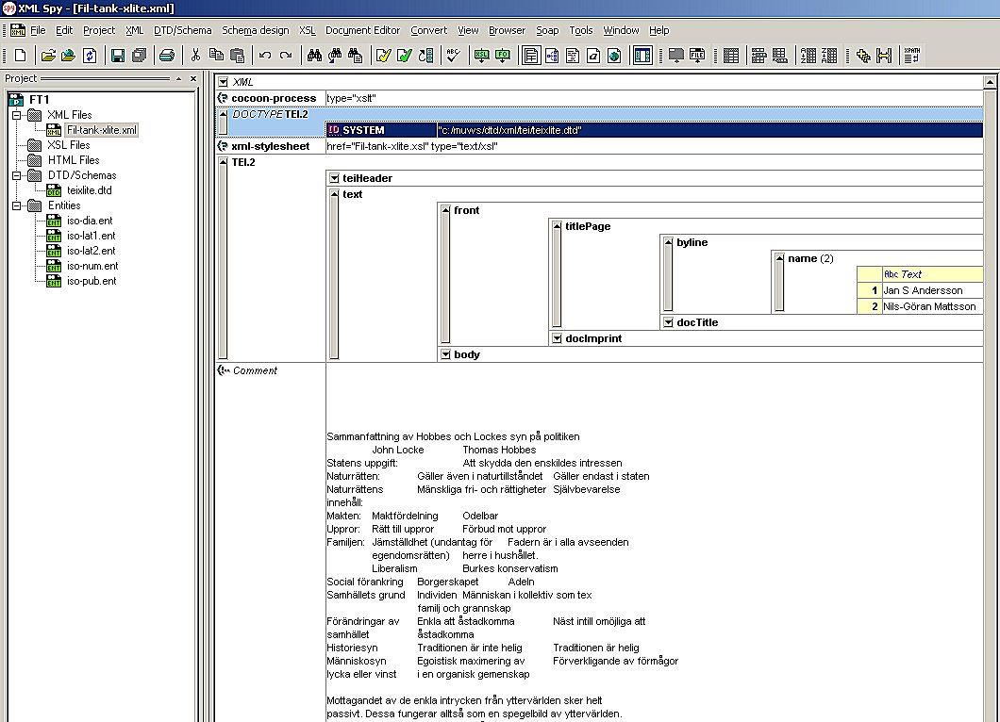 XML Spy - [Fil-tank-xlite.xml]
File Edit Project XML DTD/Schema Schema design XSL Document Editor Convert View Browser Soap Tools Window Help
Project
FT1
XML Files
Fil-tank-xlite.xml
XSL Files
HTML Files
DTD/Schemas
teixlite.dtd
Entities
iso-dia.ent
iso-lat1.ent
iso-lat2.ent
iso-num.ent
iso-pub.ent
XML
cocoon-process type="xslt"
DOCTYPE TEI.2
SYSTEM "c:/muvvs/dtd/xml/tei/teixlite.dtd"
xml-stylesheet href="Fil-tank-xlite.xsl" type="text/xsl"
TEI.2
teiHeader
text
front
titlePage
byline
name (2)
Abc Text
1 Jan S Andersson
2 Nils-Göran Mattsson
docTitle
docImprint
body
Comment
Sammanfattning av Hobbes och Lockes syn på politiken
John Locke Thomas Hobbes
Statens uppgift: Att skydda den enskildes intressen
Naturrätten: Gäller även i naturtillståndet Gäller endast i staten
Naturrättens Mänskliga fri- och rättigheter Självbevarelse
innehåll:
Makten: Maktfördelning Odelbar
Uppror: Rätt till uppror Förbud mot uppror
Familjen: Jämställdhet (undantag för Fadern är i alla avseenden
egendomsrätten) herre i hushållet.
Liberalism Burkes konservatism
Social förankring Borgerskapet Adeln
Samhällets grund Individen Människan i kollektiv som tex
familj och grannskap
Förändringar av Enkla att åstadkomma Näst intill omöjliga att
samhället åstadkomma
Historiesyn Traditionen är inte helig Traditionen är helig
Människosyn Egoistisk maximering av Förverkligande av förmågor
lycka eller vinst i en organisk gemenskap
Mottagandet av de enkla intrycken från yttervärlden sker helt
passivt. Dessa fungerar alltså som en spegelbild av yttervärlden.